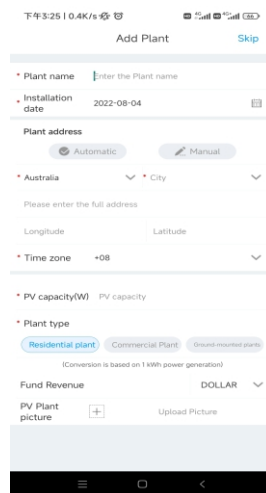 下午3:25 | 0.4K/s
Add Plant Skip
* Plant name Enter the Plant name
* Installation date 2022-08-04
Plant address
Automatic Manual
* Australia * City
Please enter the full address
Longitude Latitude
* Time zone +08
* PV capacity(W) PV capacity
* Plant type
Residential plant Commercial Plant Ground-mounted plants
(Conversion is based on 1 kWh power generation)
Fund Revenue DOLLAR
PV Plant picture Upload Picture